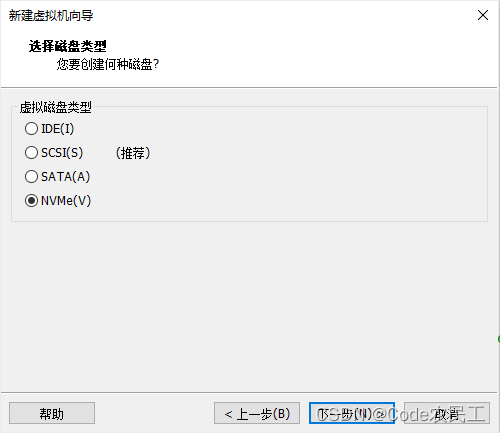 新建虚拟机向导
选择磁盘类型
您要创建何种磁盘?
虚拟磁盘类型
IDE(I)
SCSI(S) (推荐)
SATA(A)
NVMe(V)
帮助 < 上一步(B) 下一步(N) > 取消
CSDN @Code农民工